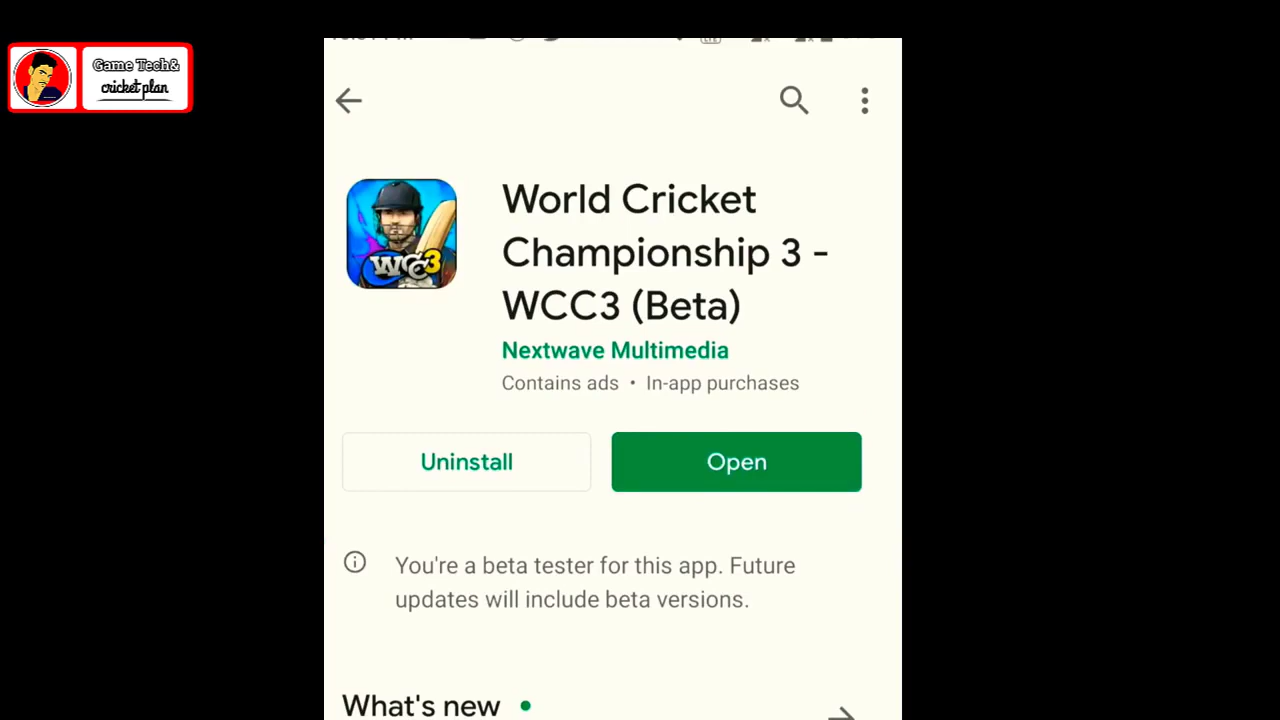 Game Tech&
cricket plan
World Cricket
Championship 3 -
WCC3 (Beta)
WCC3
Nextwave Multimedia
Contains ads • In-app purchases
Uninstall
Open
You're a beta tester for this app. Future
updates will include beta versions.
What's new